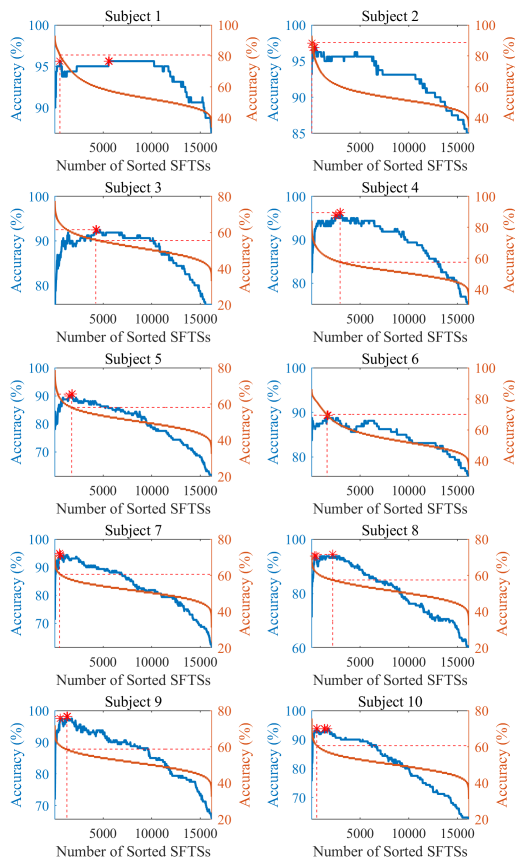 Subject 1
Accuracy (%)
100
95
90
100
80
60
40
Accuracy (%)
5000
10000
15000
Number of Sorted SFTSs
Subject 2
Accuracy (%)
100
95
90
85
100
80
60
40
Accuracy (%)
5000
10000
15000
Number of Sorted SFTSs
Subject 3
Accuracy (%)
100
90
80
80
60
40
20
Accuracy (%)
5000
10000
15000
Number of Sorted SFTSs
Subject 4
Accuracy (%)
100
90
80
100
80
60
40
Accuracy (%)
5000
10000
15000
Number of Sorted SFTSs
Subject 5
Accuracy (%)
100
90
80
70
80
60
40
20
Accuracy (%)
5000
10000
15000
Number of Sorted SFTSs
Subject 6
Accuracy (%)
100
90
80
100
80
60
40
Accuracy (%)
5000
10000
15000
Number of Sorted SFTSs
Subject 7
Accuracy (%)
100
90
80
70
80
60
40
20
Accuracy (%)
5000
10000
15000
Number of Sorted SFTSs
Subject 8
Accuracy (%)
100
80
60
80
60
40
20
Accuracy (%)
5000
10000
15000
Number of Sorted SFTSs
Subject 9
Accuracy (%)
100
90
80
70
80
60
40
20
Accuracy (%)
5000
10000
15000
Number of Sorted SFTSs
Subject 10
Accuracy (%)
100
90
80
70
80
60
40
20
Accuracy (%)
5000
10000
15000
Number of Sorted SFTSs